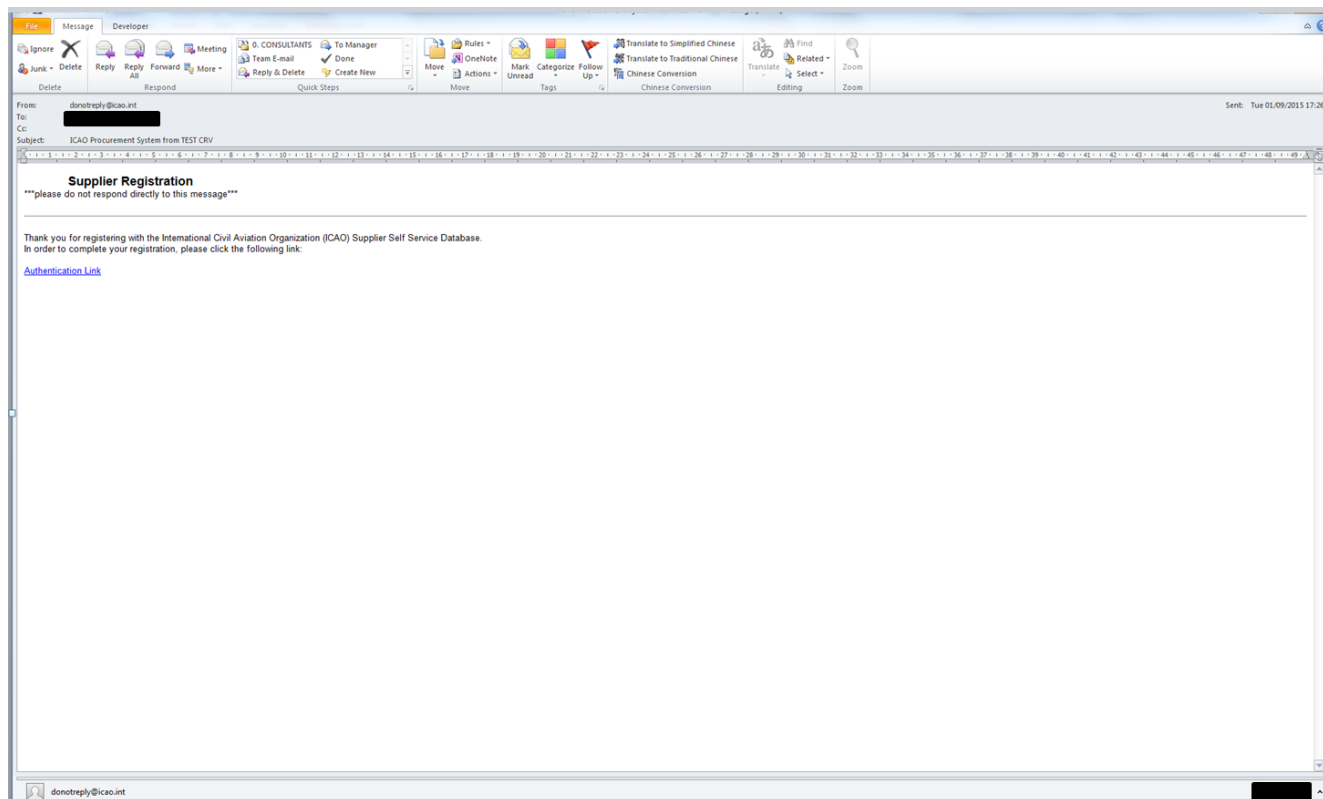 File Message Developer
Ignore Delete Reply Reply All Forward Meeting 0. CONSULTANTS To Manager Move Rules OneNote Mark Unread Categorize Follow Up Translate to Simplified Chinese Translate Find Zoom
Junk More Team E-mail Done Actions Translate to Traditional Chinese Related
Reply & Delete Create New Chinese Conversion Select
Delete Respond Quick Steps Move Tags Chinese Conversion Editing Zoom
From: donotreply@icao.int Sent: Tue 01/09/2015 17:26
To:
Cc:
Subject: ICAO Procurement System from TEST CRV
Supplier Registration
***please do not respond directly to this message***
Thank you for registering with the International Civil Aviation Organization (ICAO) Supplier Self Service Database.
In order to complete your registration, please click the following link:
Authentication Link
donotreply@icao.int